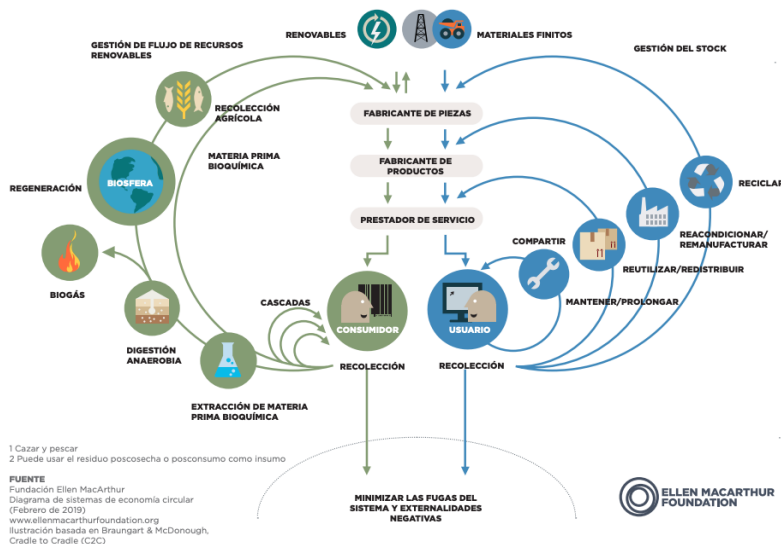 RENOVABLES
MATERIALES FINITOS
GESTIÓN DE FLUJO DE RECURSOS
RENOVABLES
GESTIÓN DEL STOCK
RECOLECCIÓN
AGRÍCOLA
FABRICANTE DE PIEZAS
MATERIA PRIMA
BIOQUÍMICA
FABRICANTE DE
PRODUCTOS
REGENERACIÓN
BIOSFERA
RECICLAR
PRESTADOR DE SERVICIO
REACONDICIONAR/
REMANUFACTURAR
COMPARTIR
REUTILIZAR/REDISTRIBUIR
BIOGÁS
CASCADAS
MANTENER/PROLONGAR
CONSUMIDOR
USUARIO
DIGESTIÓN
ANAEROBIA
RECOLECCIÓN
RECOLECCIÓN
EXTRACCIÓN DE MATERIA
PRIMA BIOQUÍMICA
1 Cazar y pescar
2 Puede usar el residuo poscosecha o posconsumo como insumo
FUENTE
Fundación Ellen MacArthur
Diagrama de sistemas de economía circular
(Febrero de 2019)
www.ellenmacarthurfoundation.org
Ilustración basada en Braungart & McDonough,
Cradle to Cradle (C2C)
MINIMIZAR LAS FUGAS DEL
SISTEMA Y EXTERNALIDADES
NEGATIVAS
ELLEN MACARTHUR
FOUNDATION